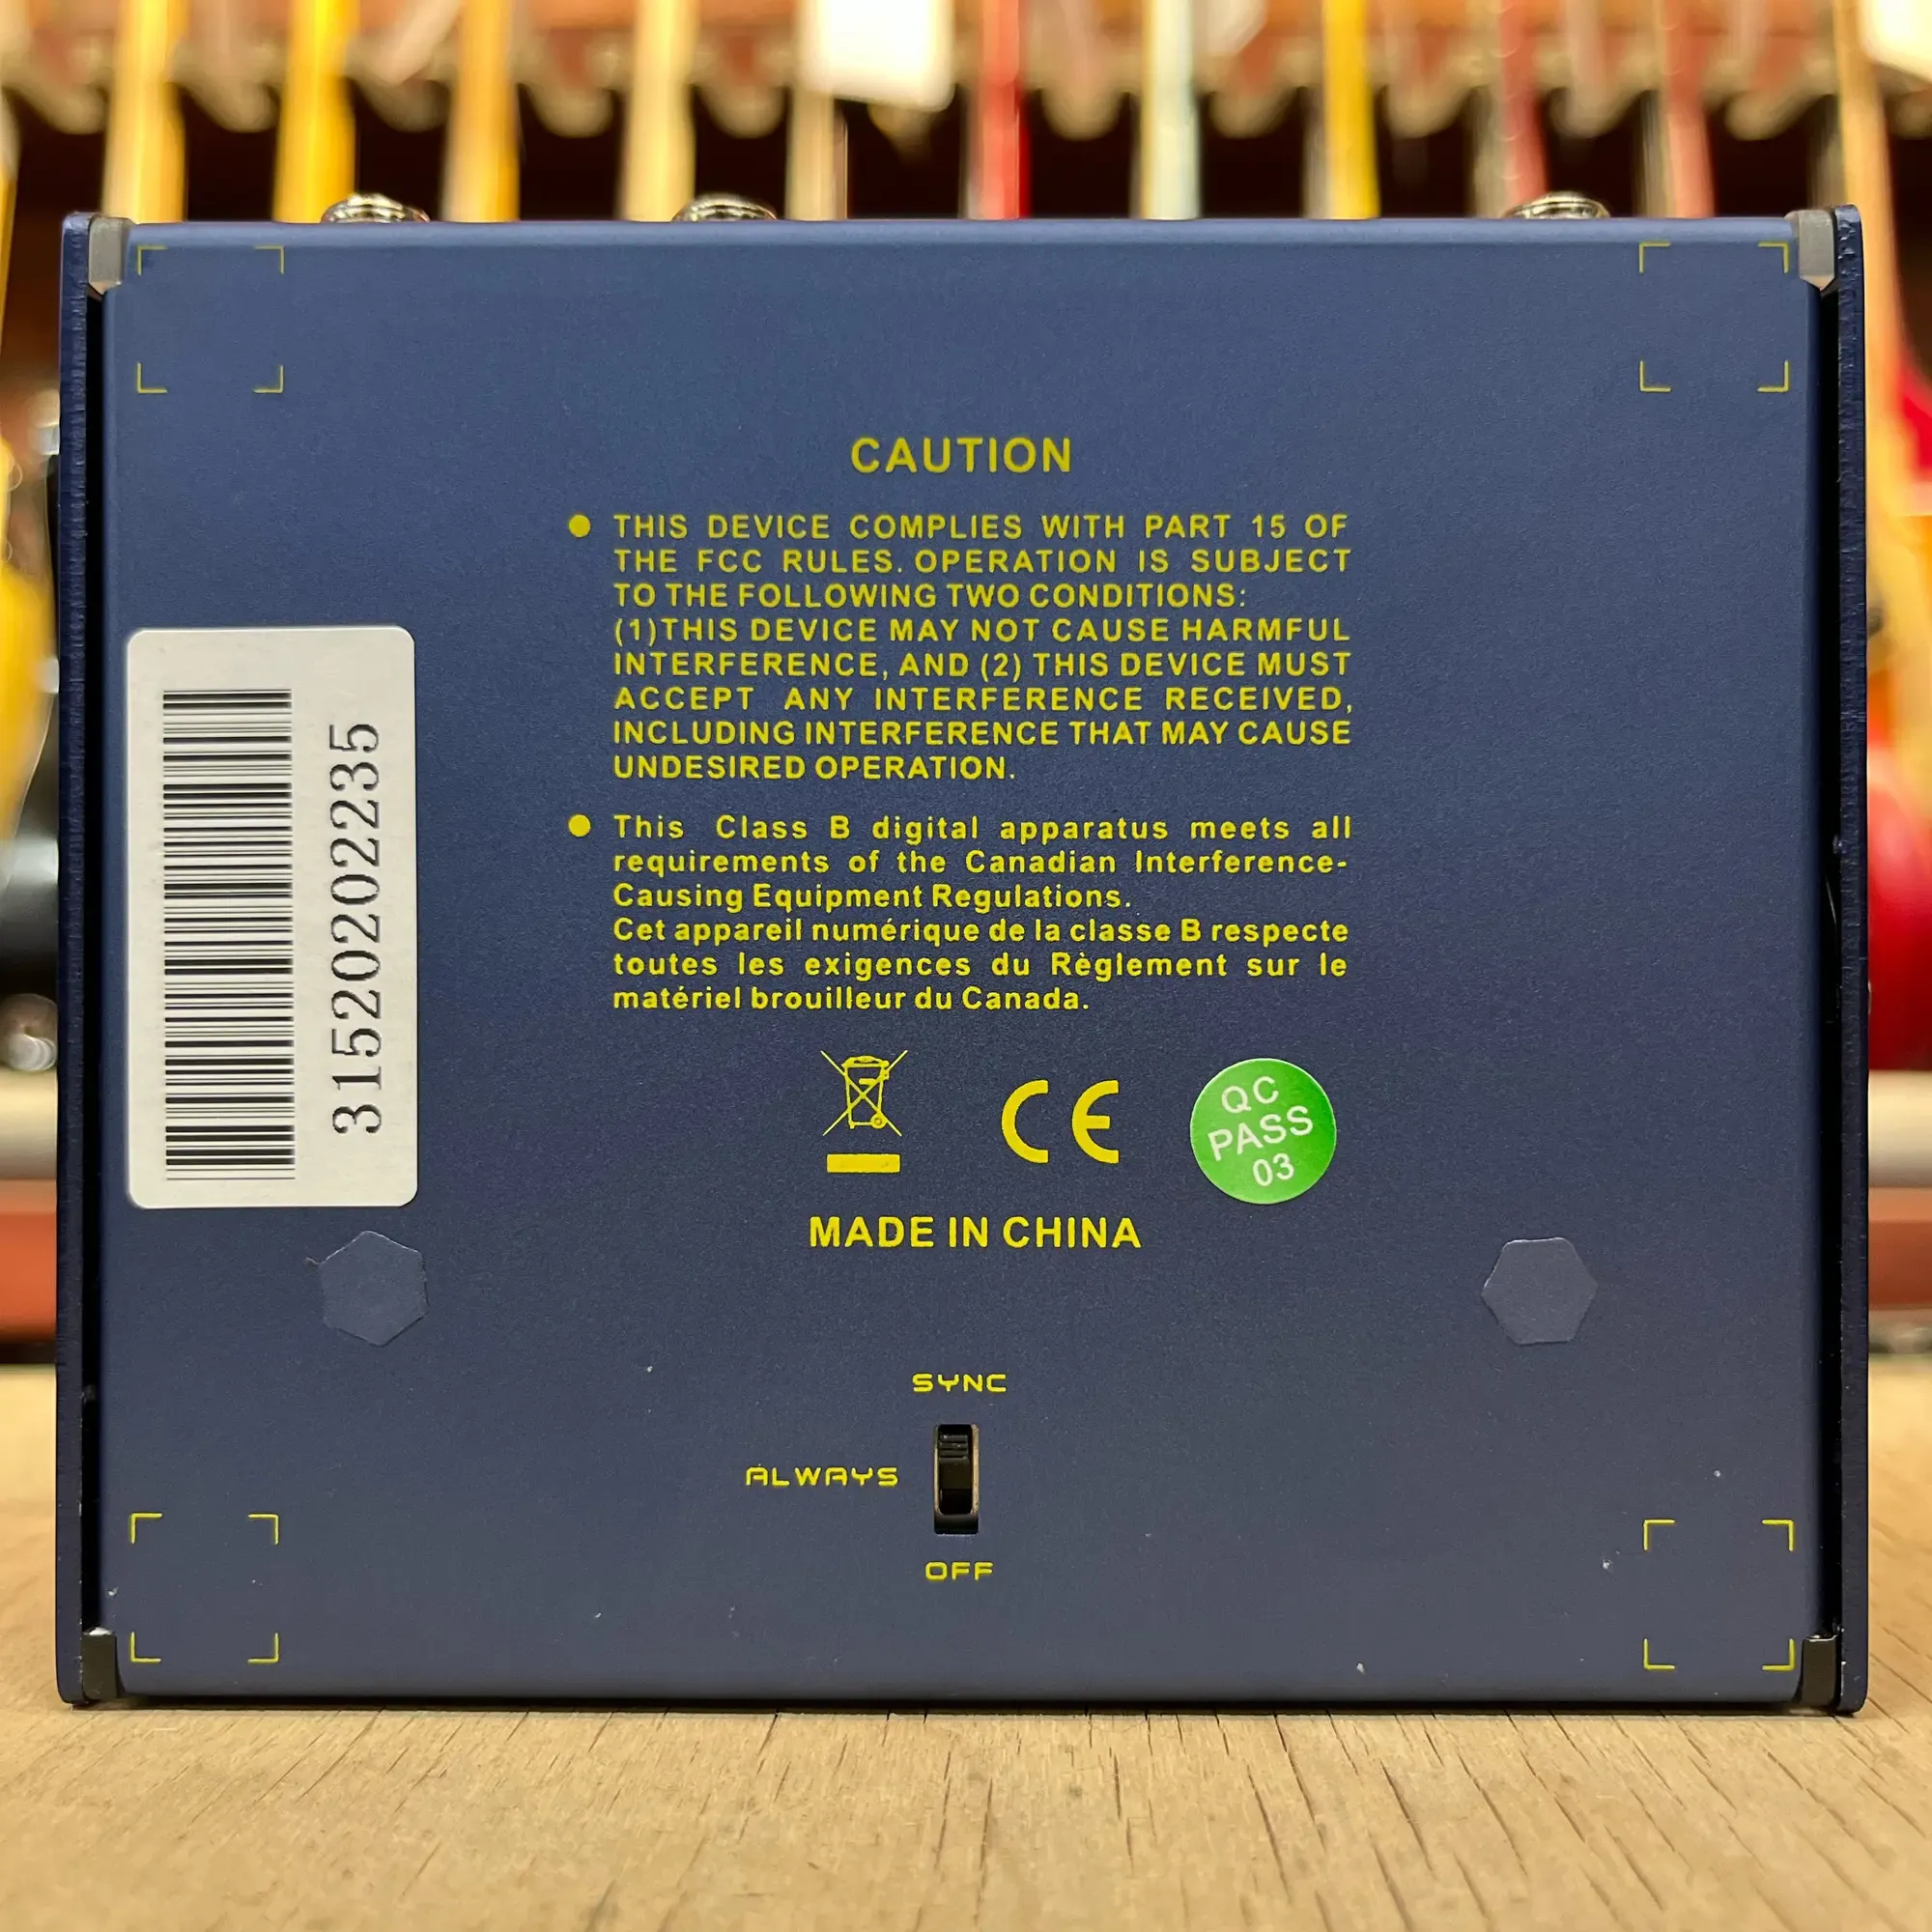 CAUTION
● THIS DEVICE COMPLIES WITH PART 15 OF
THE FCC RULES. OPERATION IS SUBJECT
TO THE FOLLOWING TWO CONDITIONS:
(1)THIS DEVICE MAY NOT CAUSE HARMFUL
INTERFERENCE, AND (2) THIS DEVICE MUST
ACCEPT ANY INTERFERENCE RECEIVED,
INCLUDING INTERFERENCE THAT MAY CAUSE
UNDESIRED OPERATION.
● This Class B digital apparatus meets all
requirements of the Canadian Interference-
Causing Equipment Regulations.
Cet appareil numérique de la classe B respecte
toutes les exigences du Règlement sur le
matériel brouilleur du Canada.
315202020235
CE
QC
PASS
03
MADE IN CHINA
SYNC
ALWAYS
OFF